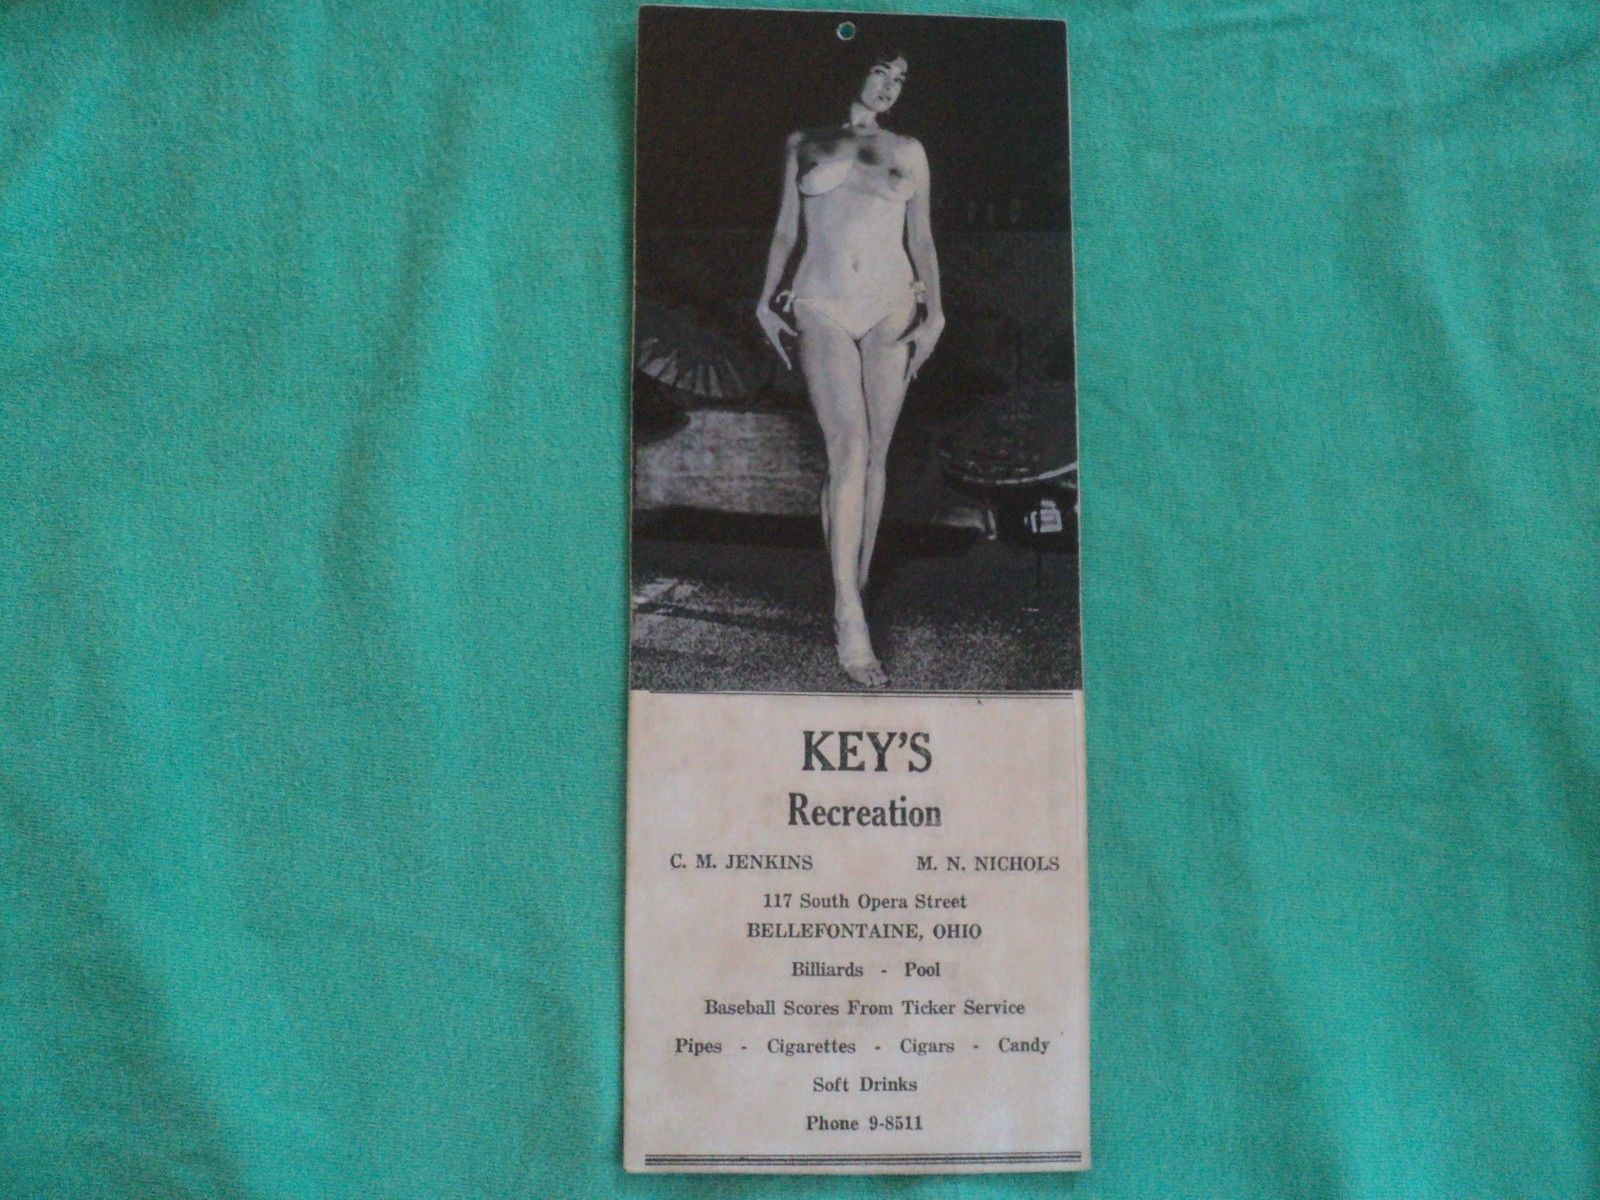 KEY'S
Recreation
C. M. JENKINS M. N. NICHOLS
117 South Opera Street
BELLEFONTAINE, OHIO
Billiards - Pool
Baseball Scores From Ticker Service
Pipes - Cigarettes - Cigars - Candy
Soft Drinks
Phone 9-8511